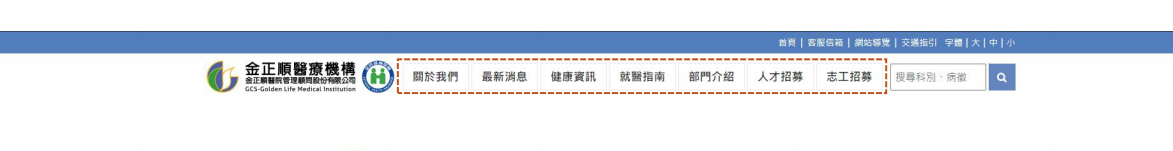 首頁 | 客服信箱 | 網站導覽 | 交通指引 字體 | 大 | 中 | 小
金正順醫療機構
金正順醫院管理顧問股份有限公司
GCS-Golden Life Medical Institution
關於我們 最新消息 健康資訊 就醫指南 部門介紹 人才招募 志工招募 搜尋科別、病徵